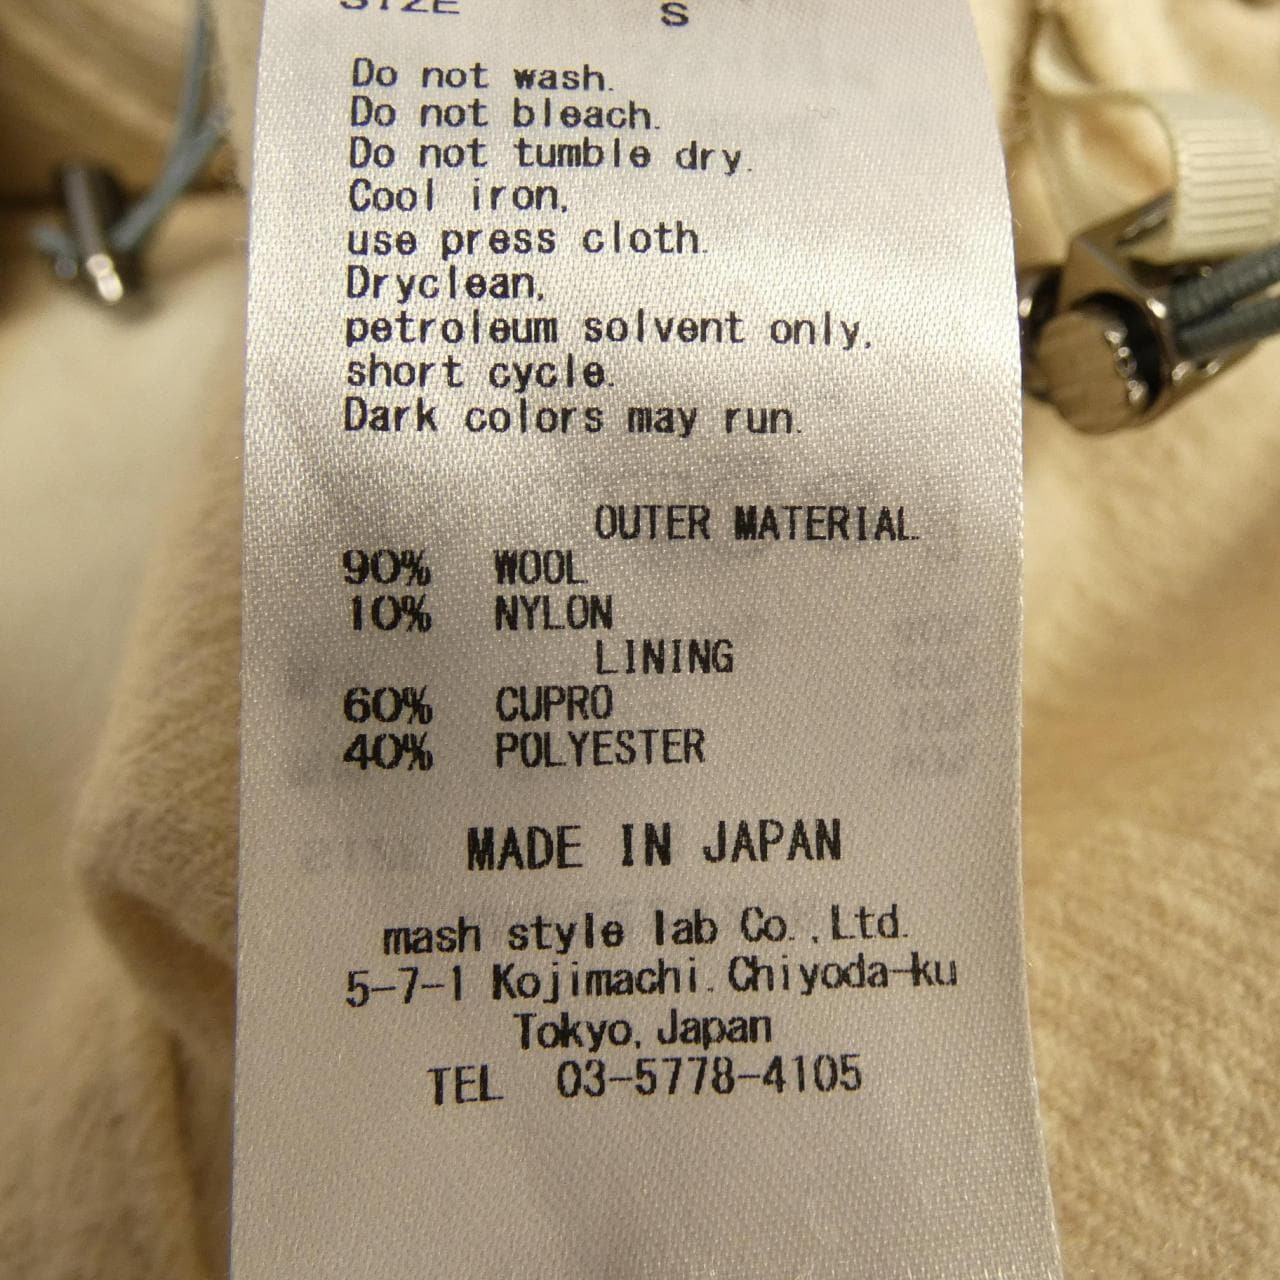 SIZE S
Do not wash.
Do not bleach.
Do not tumble dry.
Cool iron,
use press cloth.
Dryclean,
petroleum solvent only,
short cycle.
Dark colors may run.
OUTER MATERIAL
90% WOOL
10% NYLON
LINING
60% CUPRO
40% POLYESTER
MADE IN JAPAN
mash style lab Co.,Ltd.
5-7-1 Kojimachi.Chiyoda-ku
Tokyo,Japan
TEL 03-5778-4105